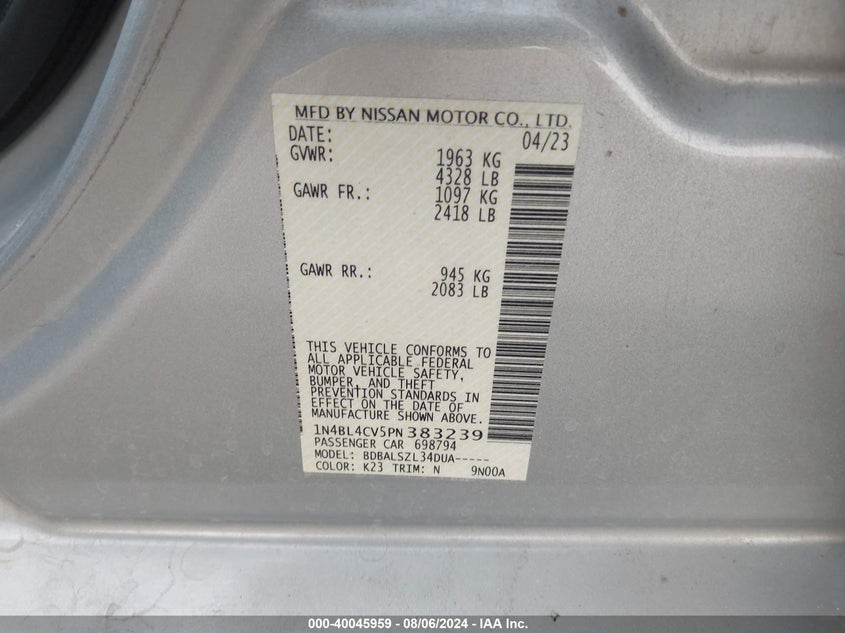 MFD BY NISSAN MOTOR CO., LTD.
DATE: 04/23
GVWR: 1963 KG
4328 LB
GAWR FR.: 1097 KG
2418 LB
GAWR RR.: 945 KG
2083 LB
THIS VEHICLE CONFORMS TO
ALL APPLICABLE FEDERAL
MOTOR VEHICLE SAFETY,
BUMPER, AND THEFT
PREVENTION STANDARDS IN
EFFECT ON THE DATE OF
MANUFACTURE SHOWN ABOVE.
1N4BL4CV5PN383239
PASSENGER CAR 698794
MODEL: BDBALSZL34DUA-----
COLOR: K23 TRIM: N 9N00A
000-40045959 - 08/06/2024 - IAA Inc.